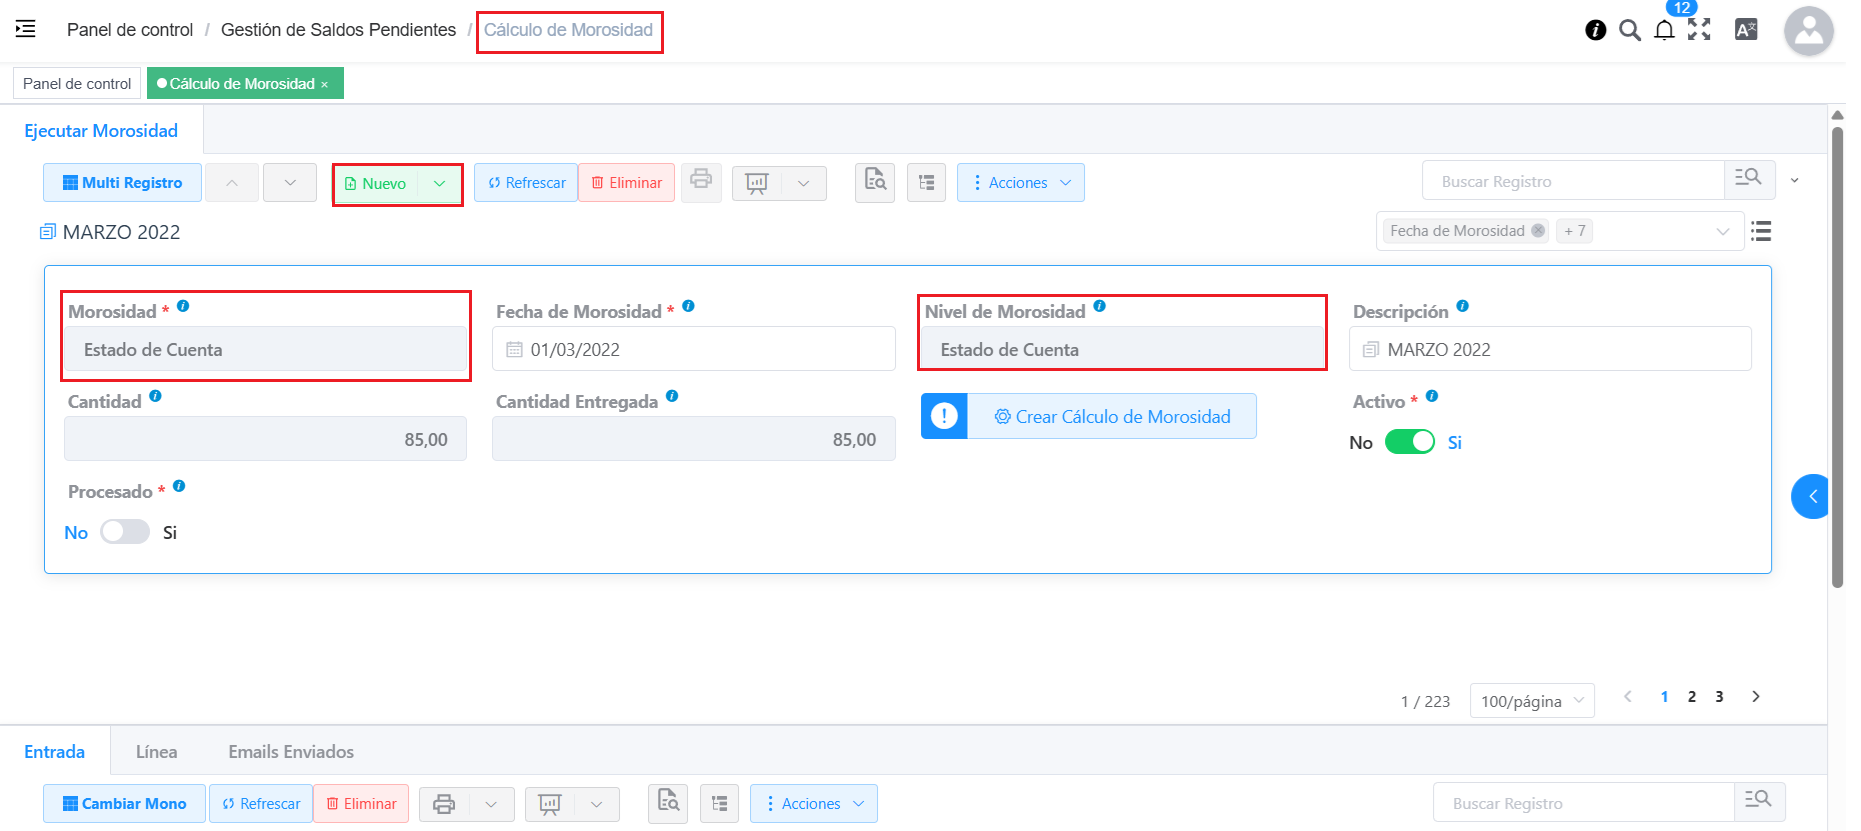 Panel de control / Gestión de Saldos Pendientes / Cálculo de Morosidad
12
Panel de control
Cálculo de Morosidad ×
Ejecutar Morosidad
Multi Registro
Nuevo
Refrescar
Eliminar
Acciones
Buscar Registro
MARZO 2022
Fecha de Morosidad
+ 7
Morosidad *
Fecha de Morosidad *
Nivel de Morosidad
Descripción
Estado de Cuenta
01/03/2022
Estado de Cuenta
MARZO 2022
Cantidad
Cantidad Entregada
Crear Cálculo de Morosidad
Activo *
85,00
85,00
No
Si
Procesado *
No
Si
1 / 223
100/página
1
2
3
Entrada
Línea
Emails Enviados
Cambiar Mono
Refrescar
Eliminar
Acciones
Buscar Registro